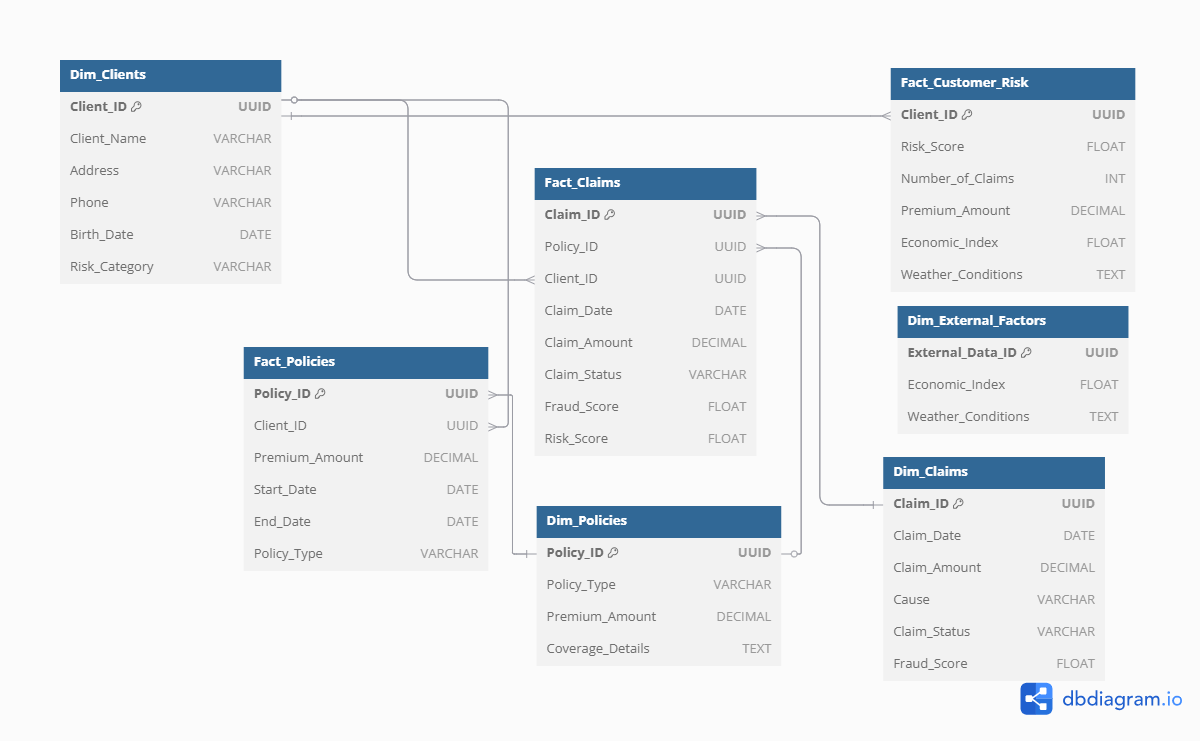 Dim_Clients
Client_ID UUID
Client_Name VARCHAR
Address VARCHAR
Phone VARCHAR
Birth_Date DATE
Risk_Category VARCHAR
Fact_Customer_Risk
Client_ID UUID
Risk_Score FLOAT
Number_of_Claims INT
Premium_Amount DECIMAL
Economic_Index FLOAT
Weather_Conditions TEXT
Fact_Claims
Claim_ID UUID
Policy_ID UUID
Client_ID UUID
Claim_Date DATE
Claim_Amount DECIMAL
Claim_Status VARCHAR
Fraud_Score FLOAT
Risk_Score FLOAT
Dim_External_Factors
External_Data_ID UUID
Economic_Index FLOAT
Weather_Conditions TEXT
Fact_Policies
Policy_ID UUID
Client_ID UUID
Premium_Amount DECIMAL
Start_Date DATE
End_Date DATE
Policy_Type VARCHAR
Dim_Policies
Policy_ID UUID
Policy_Type VARCHAR
Premium_Amount DECIMAL
Coverage_Details TEXT
Dim_Claims
Claim_ID UUID
Claim_Date DATE
Claim_Amount DECIMAL
Cause VARCHAR
Claim_Status VARCHAR
Fraud_Score FLOAT
dbdiagram.io